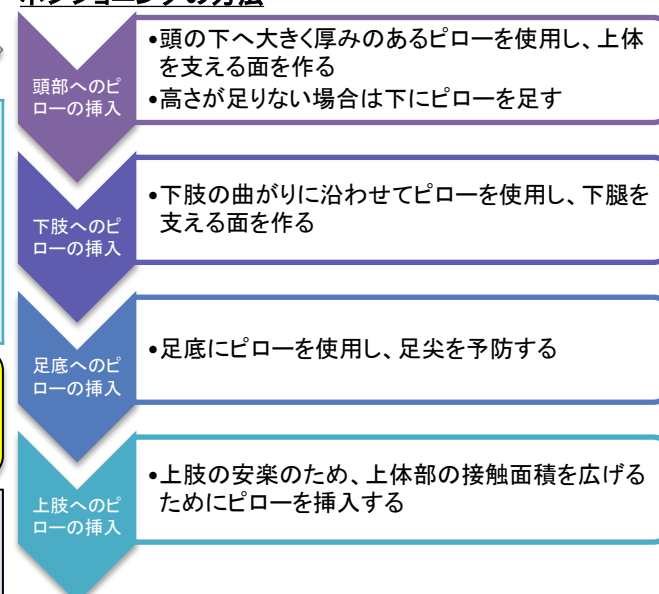 ポジショニングの方法
頭部へのピ
ローの挿入
•頭の下へ大きく厚みのあるピローを使用し、上体
を支える面を作る
•高さが足りない場合は下にピローを足す
下肢へのピ
ローの挿入
•下肢の曲がりに沿わせてピローを使用し、下腿を
支える面を作る
足底へのピ
ローの挿入
•足底にピローを使用し、足尖を予防する
上肢へのピ
ローの挿入
•上肢の安楽のため、上体部の接触面積を広げる
ためにピローを挿入する